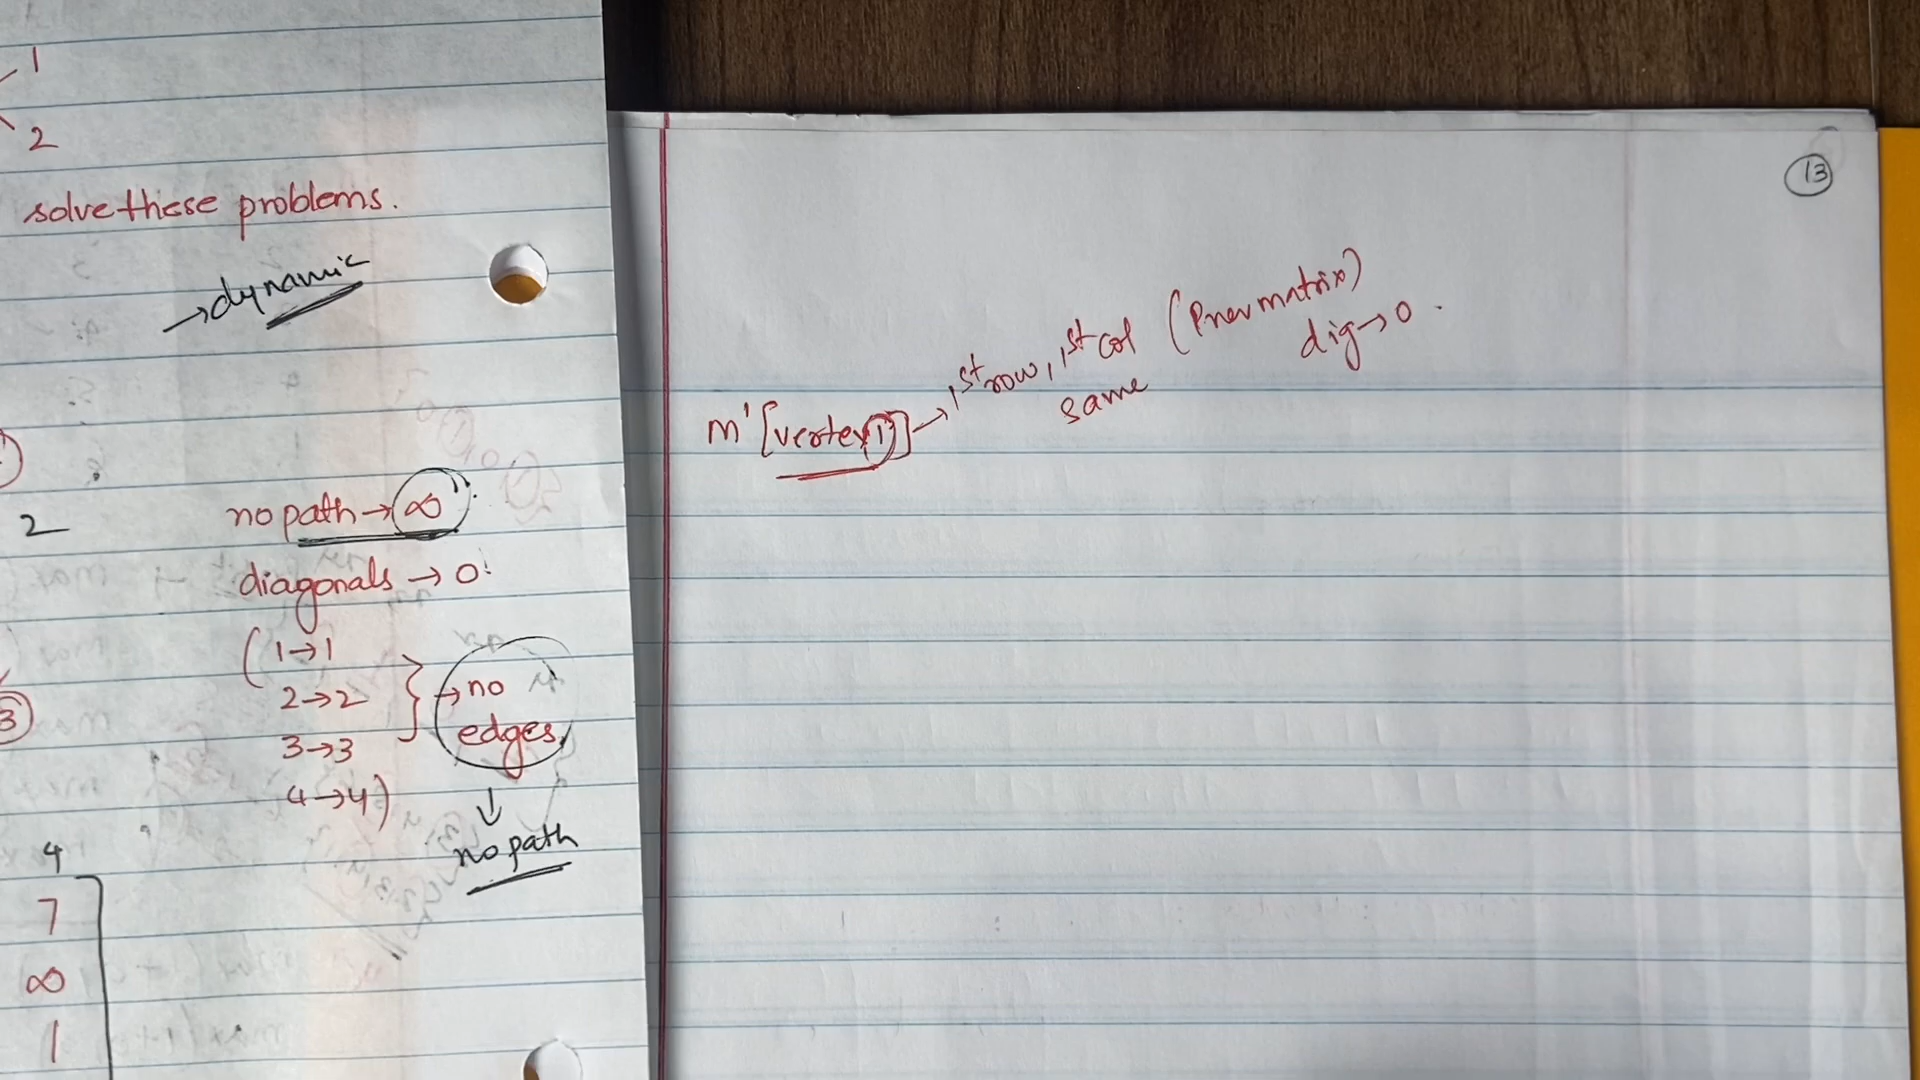 1
2
solve these problems.
→ dynamic
2
no path → ∞
diagonals → 0
(1→1
2→2 } → no
3→3 edges
4→4)
↓
no path
3
4
7
∞
1
13
M'[vertex 1] → 1st row, 1st col (Prev matrix)
same dig → 0.